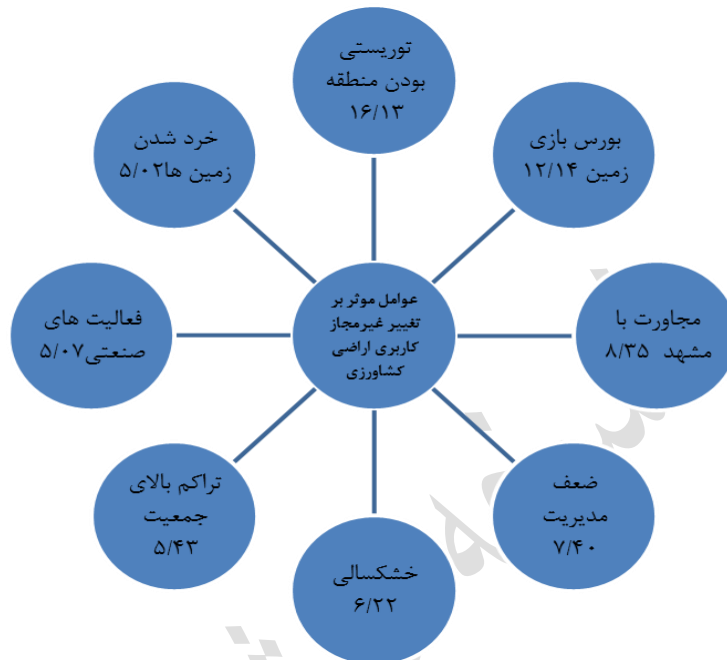 توریستی
بودن منطقه
۱۶/۱۳
بورس بازی
زمین ۱۲/۱۴
مجاورت با
مشهد ۸/۳۵
ضعف
مدیریت
۷/۴۰
خشکسالی
۶/۲۲
تراکم بالای
جمعیت
۵/۴۳
فعالیت های
صنعتی۵/۰۷
خرد شدن
زمین ها۵/۰۲
عوامل موثر بر
تغییر غیرمجاز
کاربری اراضی
کشاورزی